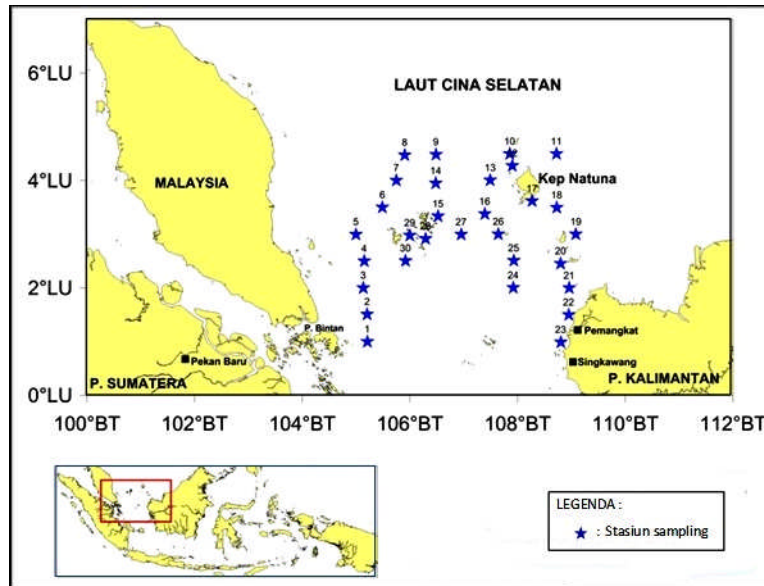 6°LU
LAUT CINA SELATAN
8
9
10
11
7
14
13
Kep Natuna
MALAYSIA
4°LU
6
15
16
17
18
5
29
28
27
26
19
4
30
25
20
3
24
21
2°LU
2
22
P. Bintan
1
23
Pemangkat
Pekan Baru
Singkawang
P. SUMATERA
P. KALIMANTAN
0°LU
100°BT
102°BT
104°BT
106°BT
108°BT
110°BT
112°BT
LEGENDA :
: Stasiun sampling